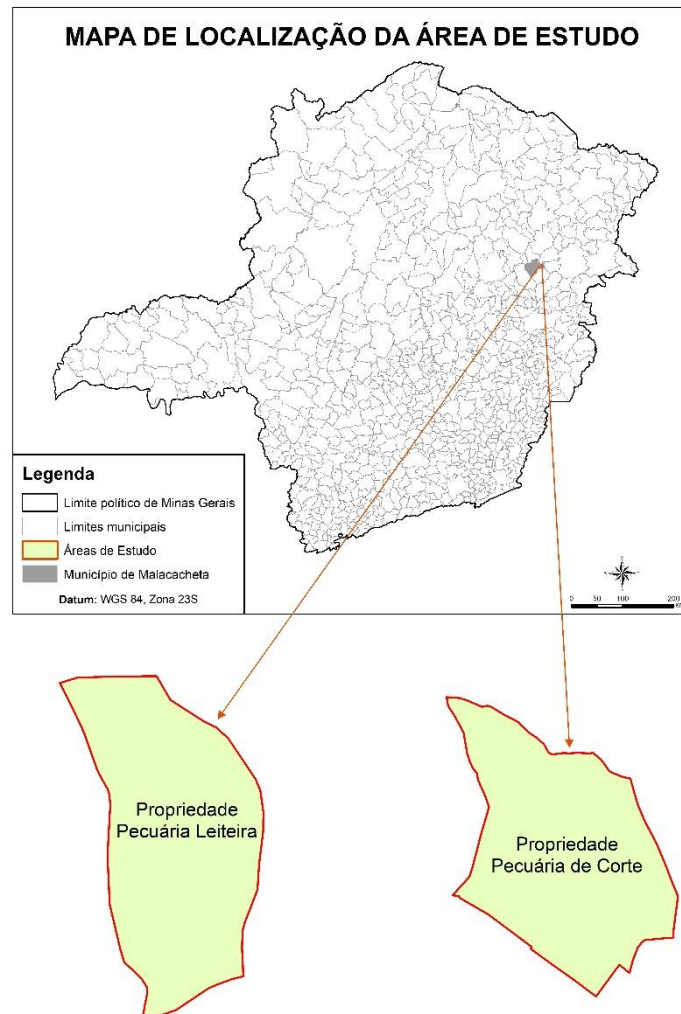 MAPA DE LOCALIZAÇÃO DA ÁREA DE ESTUDO
Legenda
Limite político de Minas Gerais
Limites municipais
Áreas de Estudo
Município de Malacacheta
Datum: WGS 84, Zona 23S
0 50 100 200
Propriedade
Pecuária Leiteira
Propriedade
Pecuária de Corte